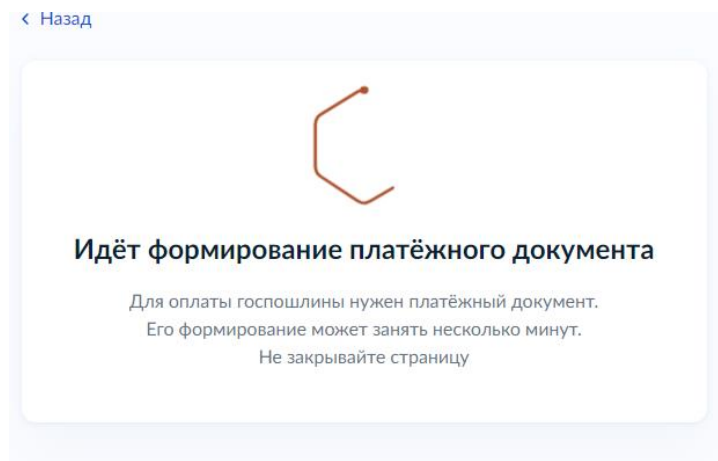 Назад
Идёт формирование платёжного документа
Для оплаты госпошлины нужен платёжный документ.
Его формирование может занять несколько минут.
Не закрывайте страницу